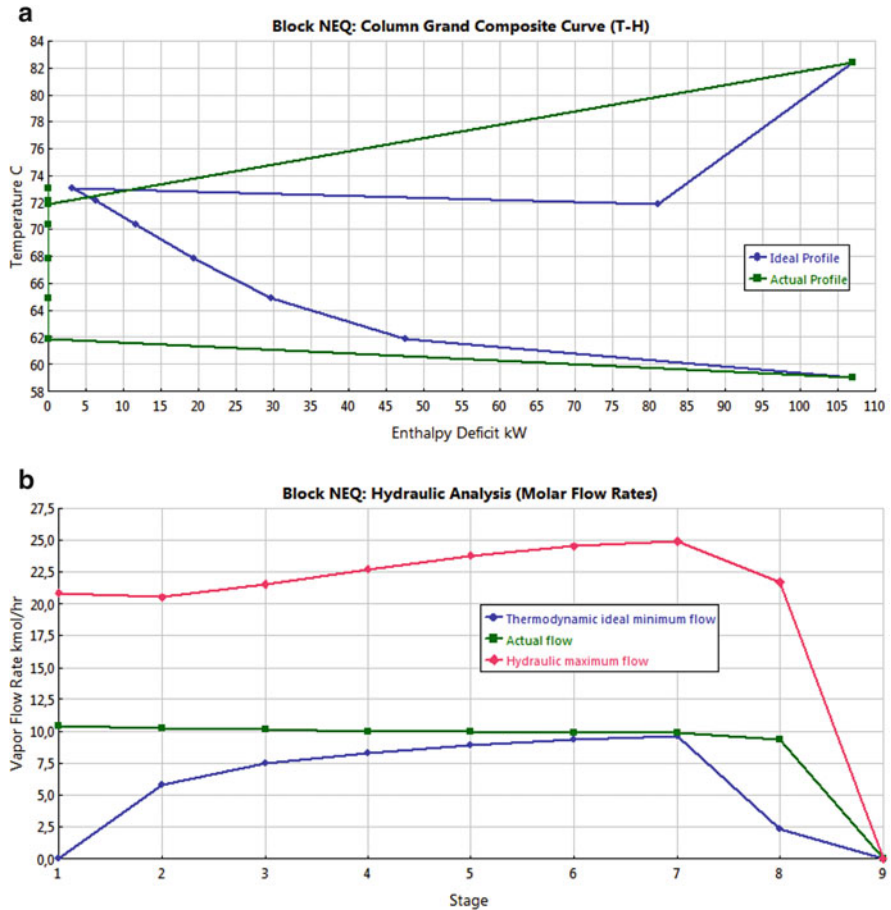 a
Block NEQ: Column Grand Composite Curve (T-H)
84
82
80
78
76
74
72
70
68
66
64
62
60
58
Temperature C
0 5 10 15 20 25 30 35 40 45 50 55 60 65 70 75 80 85 90 95 100 105 110
Enthalpy Deficit kW
Ideal Profile
Actual Profile
b
Block NEQ: Hydraulic Analysis (Molar Flow Rates)
27,5
25,0
22,5
20,0
17,5
15,0
12,5
10,0
7,5
5,0
2,5
0,0
Vapor Flow Rate kmol/hr
1 2 3 4 5 6 7 8 9
Stage
Thermodynamic ideal minimum flow
Actual flow
Hydraulic maximum flow